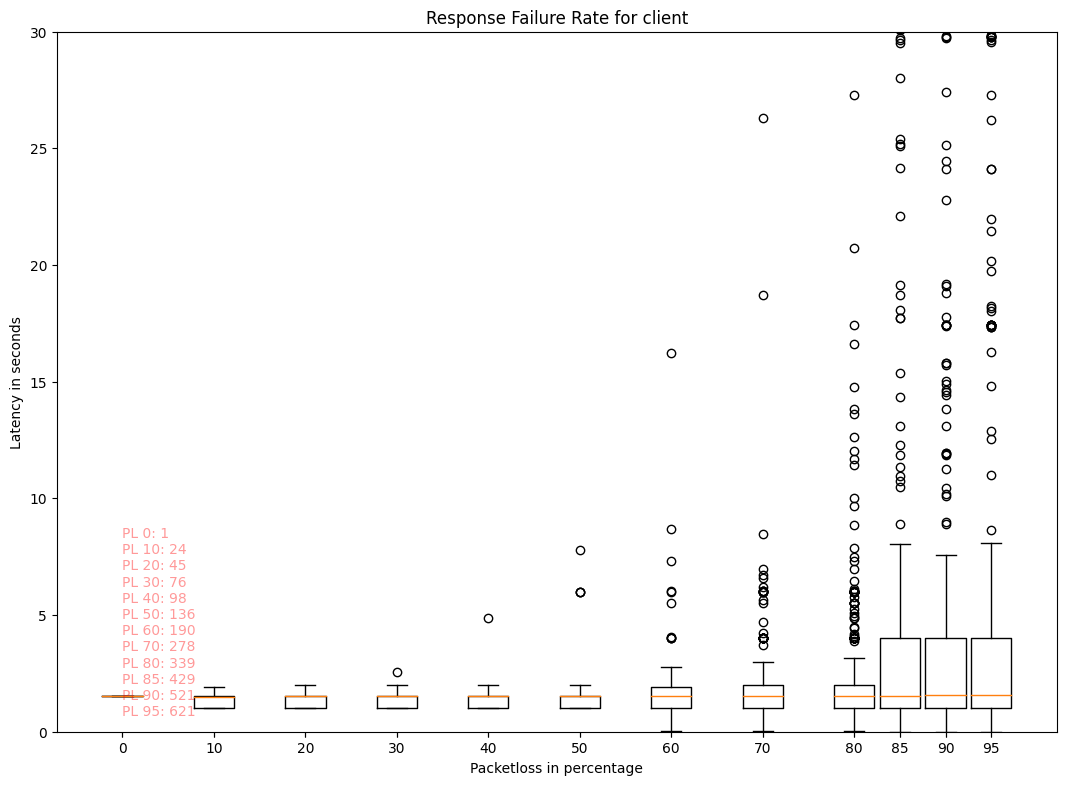 Response Failure Rate for client
30
25
20
15
10
5
0
Latency in seconds
PL 0: 1
PL 10: 24
PL 20: 45
PL 30: 76
PL 40: 98
PL 50: 136
PL 60: 190
PL 70: 278
PL 80: 339
PL 85: 429
PL 90: 521
PL 95: 621
0 10 20 30 40 50 60 70 80 85 90 95
Packetloss in percentage